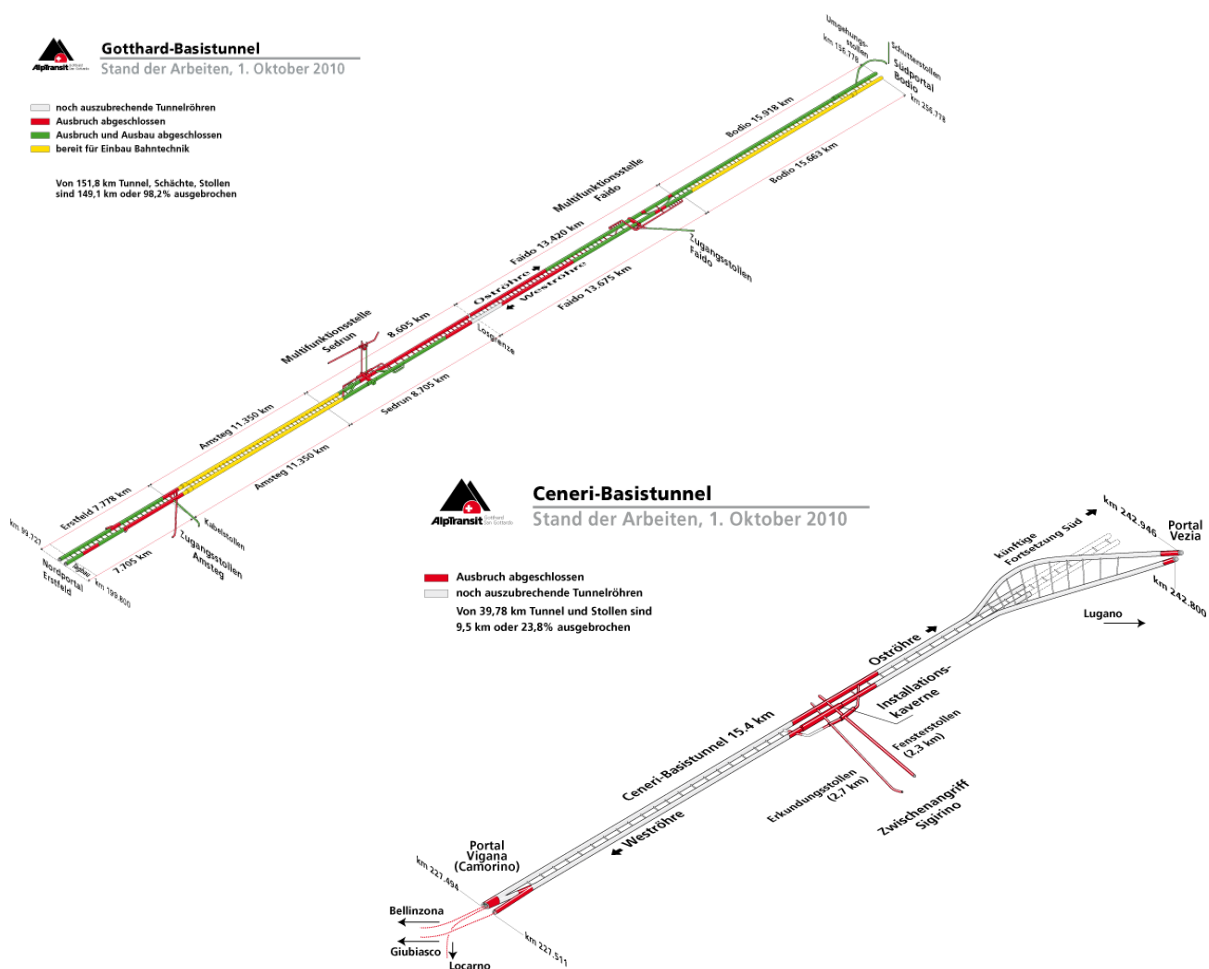 Gotthard-Basistunnel
Stand der Arbeiten, 1. Oktober 2010
AlpTransit Gotthard
San Gottardo
noch auszubrechende Tunnelröhren
Ausbruch abgeschlossen
Ausbruch und Ausbau abgeschlossen
bereit für Einbau Bahntechnik
Von 151,8 km Tunnel, Schächte, Stollen
sind 149,1 km oder 98,2% ausgebrochen
Umgehungs-
stollen
km 156.778
Schutterstollen
Südportal
Bodio
km 256.778
Bodio 15.918 km
Bodio 15.663 km
Multifunktionsstelle
Faido
Faido 13.420 km
Zugangsstollen
Faido
Oströhre
Weströhre
Faido 13.675 km
8.605 km
Losgrenze
Multifunktionsstelle
Sedrun
Sedrun 8.705 km
Amsteg 11.350 km
Amsteg 11.350 km
Erstfeld 7.778 km
Kabelstollen
Zugangsstollen
Amsteg
7.705 km
km 99.727
Nordportal
Erstfeld
km 199.800
Ceneri-Basistunnel
Stand der Arbeiten, 1. Oktober 2010
AlpTransit Gotthard
San Gottardo
Ausbruch abgeschlossen
noch auszubrechende Tunnelröhren
Von 39,78 km Tunnel und Stollen sind
9,5 km oder 23,8% ausgebrochen
künftige
Fortsetzung Süd
km 242.946
Portal
Vezia
km 242.800
Lugano
Oströhre
Installations-
kaverne
Fensterstollen
(2,3 km)
Ceneri-Basistunnel 15.4 km
Erkundungsstollen
(2,7 km)
Zwischenangriff
Sigirino
Weströhre
Portal
Vigana
(Camorino)
km 227.494
Bellinzona
Giubiasco
Locarno
km 227.511